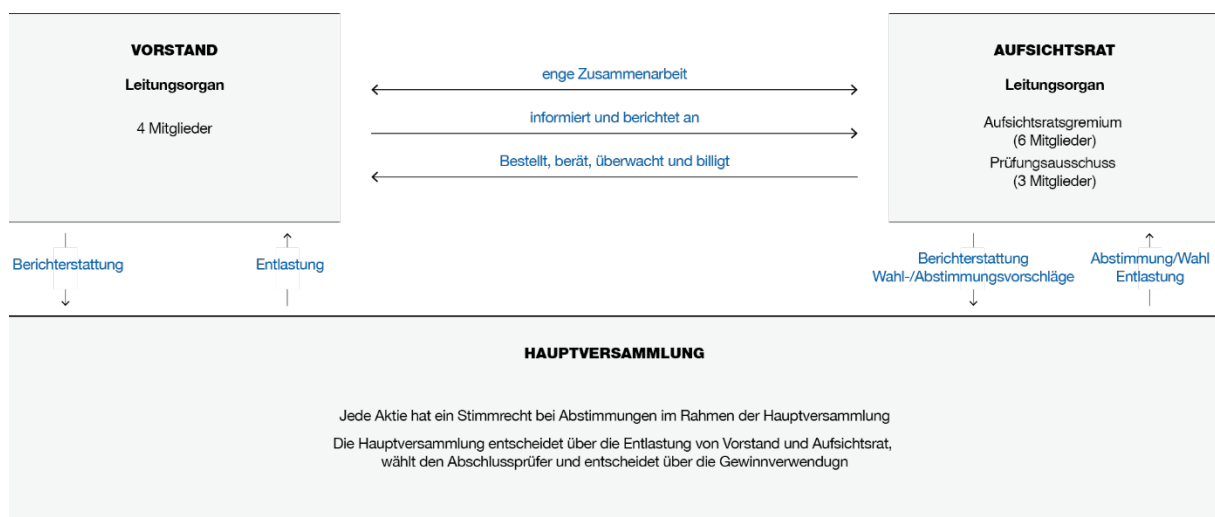 VORSTAND
Leitungsorgan
4 Mitglieder
enge Zusammenarbeit
informiert und berichtet an
Bestellt, berät, überwacht und billigt
AUFSICHTSRAT
Leitungsorgan
Aufsichtsratsgremium
(6 Mitglieder)
Prüfungsausschuss
(3 Mitglieder)
Berichterstattung
Entlastung
Berichterstattung
Wahl-/Abstimmungsvorschläge
Abstimmung/Wahl
Entlastung
HAUPTVERSAMMLUNG
Jede Aktie hat ein Stimmrecht bei Abstimmungen im Rahmen der Hauptversammlung
Die Hauptversammlung entscheidet über die Entlastung von Vorstand und Aufsichtsrat,
wählt den Abschlussprüfer und entscheidet über die Gewinnverwendugn